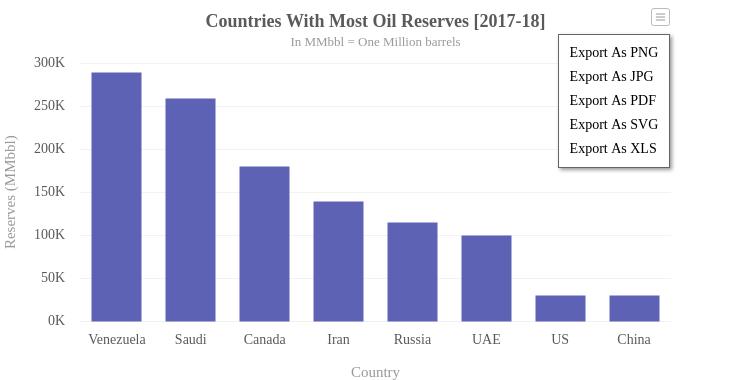 Countries With Most Oil Reserves [2017-18]
In MMbbl = One Million barrels
Export As PNG
Export As JPG
Export As PDF
Export As SVG
Export As XLS
Reserves (MMbbl)
300K
250K
200K
150K
100K
50K
0K
Venezuela Saudi Canada Iran Russia UAE US China
Country